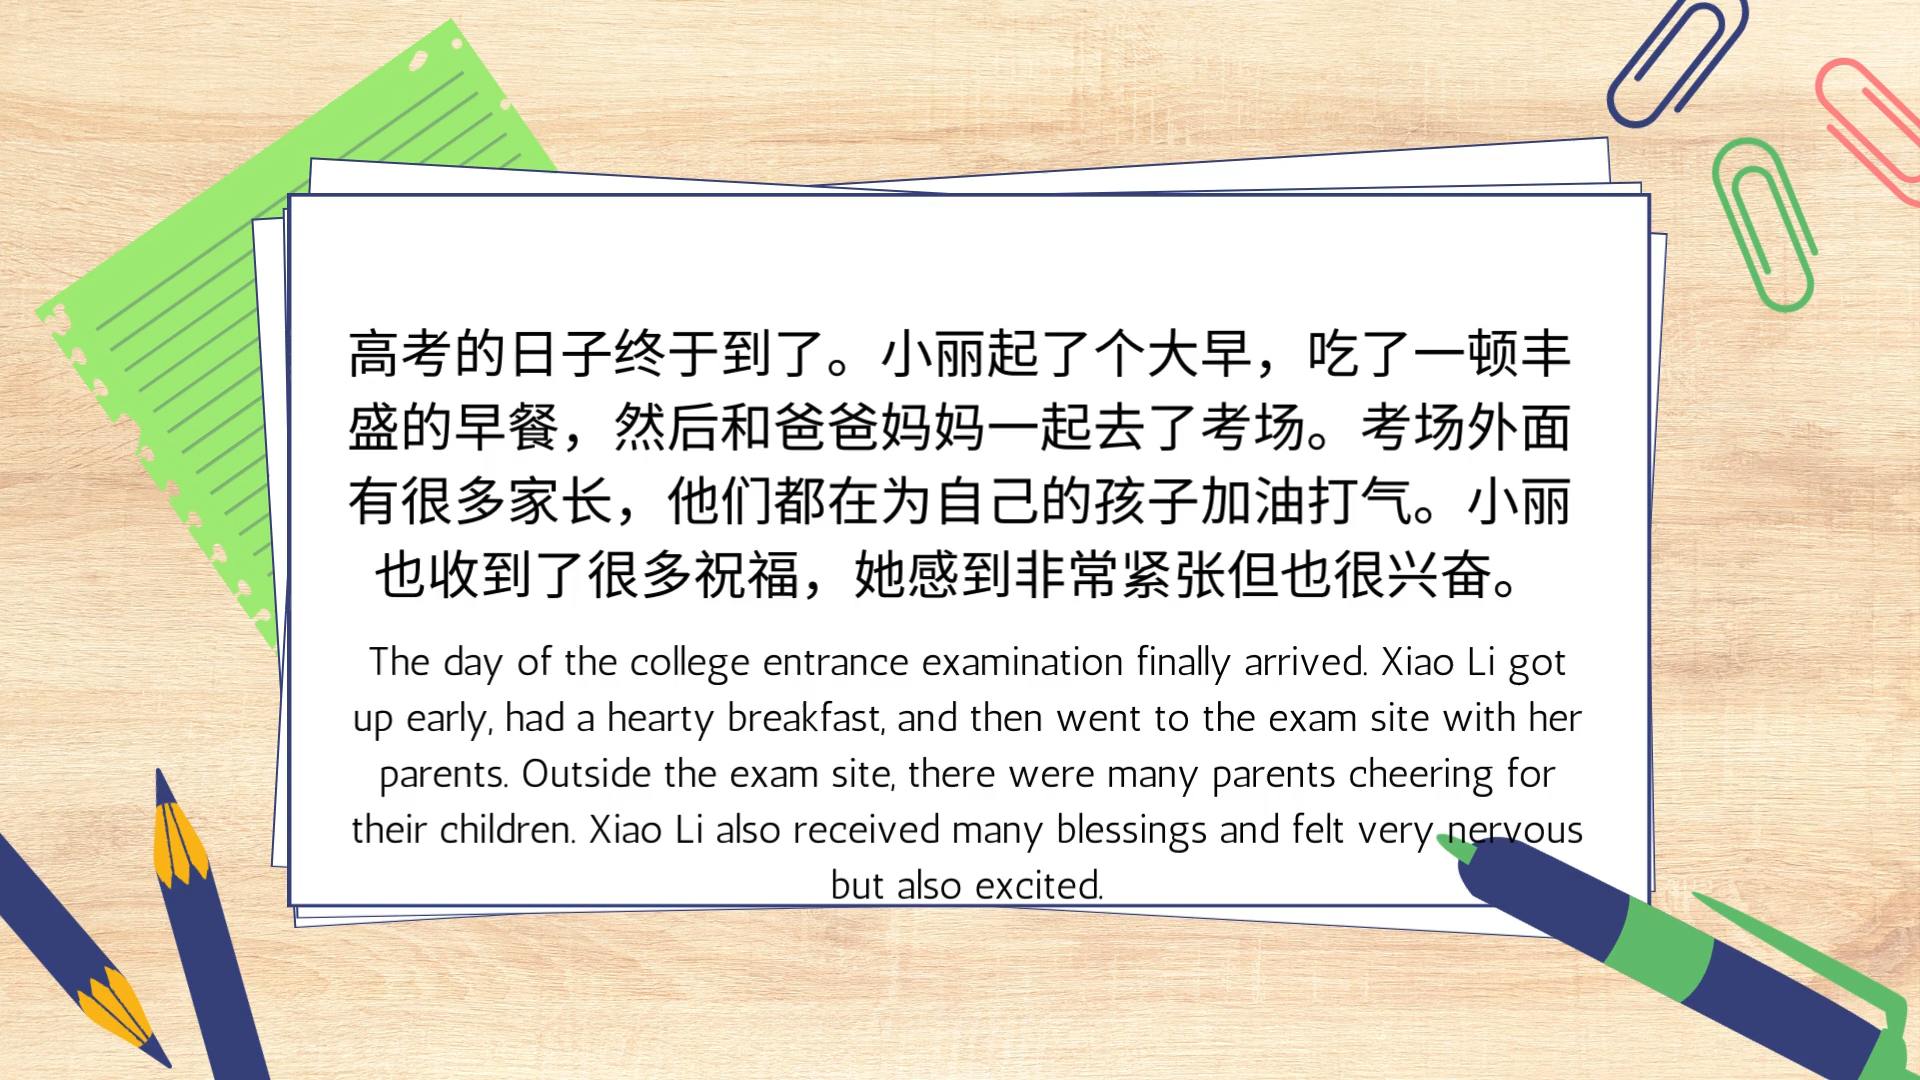 高考的日子终于到了。小丽起了个大早，吃了一顿丰
盛的早餐，然后和爸爸妈妈一起去了考场。考场外面
有很多家长，他们都在为自己的孩子加油打气。小丽
也收到了很多祝福，她感到非常紧张但也很兴奋。
The day of the college entrance examination finally arrived. Xiao Li got
up early, had a hearty breakfast, and then went to the exam site with her
parents. Outside the exam site, there were many parents cheering for
their children. Xiao Li also received many blessings and felt very nervous
but also excited.